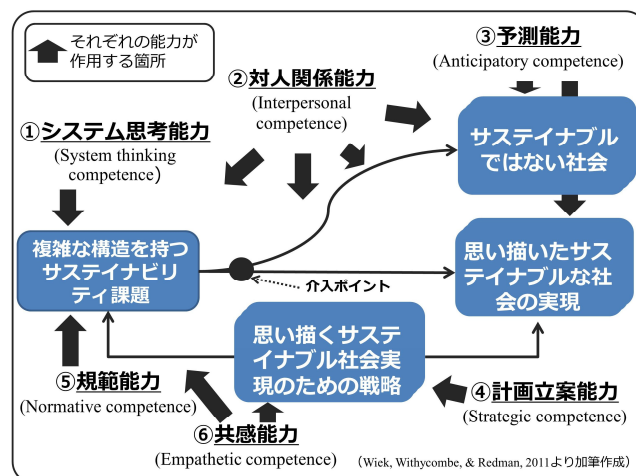 それぞれの能力が
作用する箇所
③予測能力
(Anticipatory competence)
②対人関係能力
(Interpersonal
competence)
①システム思考能力
(System thinking
competence)
サステイナブル
ではない社会
複雑な構造を持つ
サステイナビリ
ティ課題
介入ポイント
思い描いたサス
テイナブルな社
会の実現
思い描くサステ
イナブル社会実
現のための戦略
⑤規範能力
(Normative competence)
④計画立案能力
(Strategic competence)
⑥共感能力
(Empathetic competence)
（Wiek, Withycombe, & Redman, 2011より加筆作成）